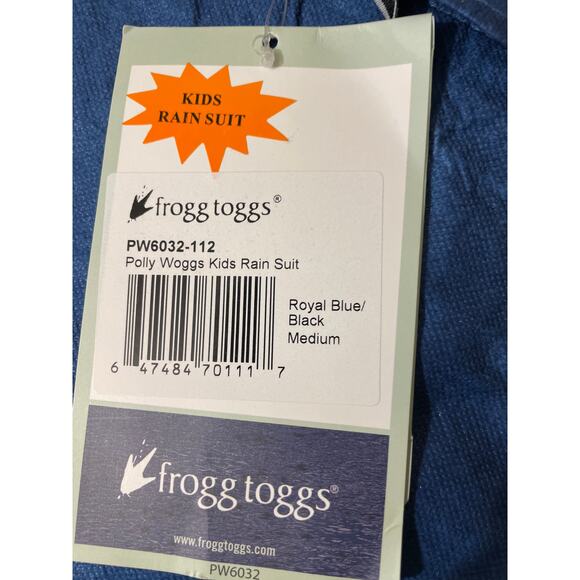 KIDS
RAIN SUIT
frogg toggs®
PW6032-112
Polly Woggs Kids Rain Suit
Royal Blue/
Black
Medium
6 47484 70111 7
frogg toggs®
www.froggtoggs.com
PW6032